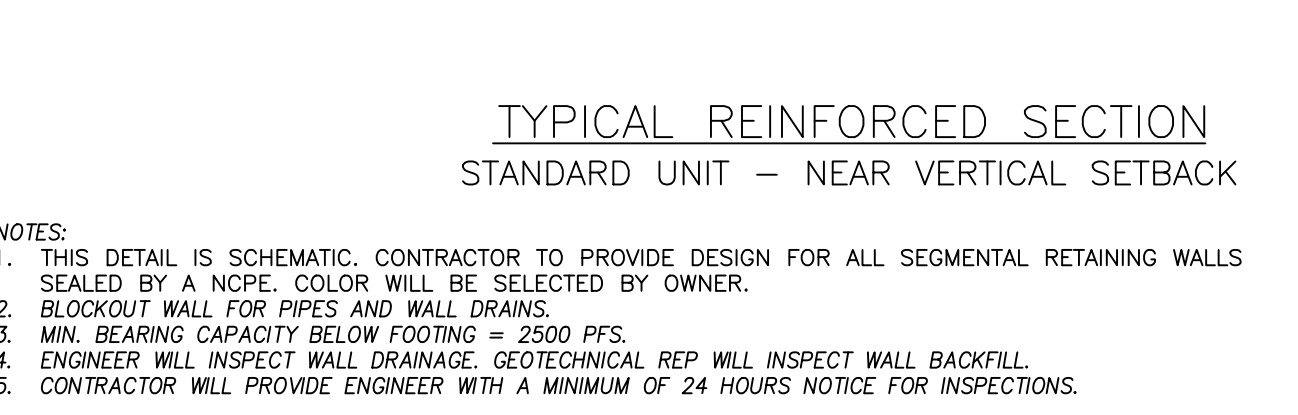 TYPICAL REINFORCED SECTION
STANDARD UNIT – NEAR VERTICAL SETBACK
NOTES:
1. THIS DETAIL IS SCHEMATIC. CONTRACTOR TO PROVIDE DESIGN FOR ALL SEGMENTAL RETAINING WALLS
SEALED BY A NCPE. COLOR WILL BE SELECTED BY OWNER.
2. BLOCKOUT WALL FOR PIPES AND WALL DRAINS.
3. MIN. BEARING CAPACITY BELOW FOOTING = 2500 PFS.
4. ENGINEER WILL INSPECT WALL DRAINAGE. GEOTECHNICAL REP WILL INSPECT WALL BACKFILL.
5. CONTRACTOR WILL PROVIDE ENGINEER WITH A MINIMUM OF 24 HOURS NOTICE FOR INSPECTIONS.